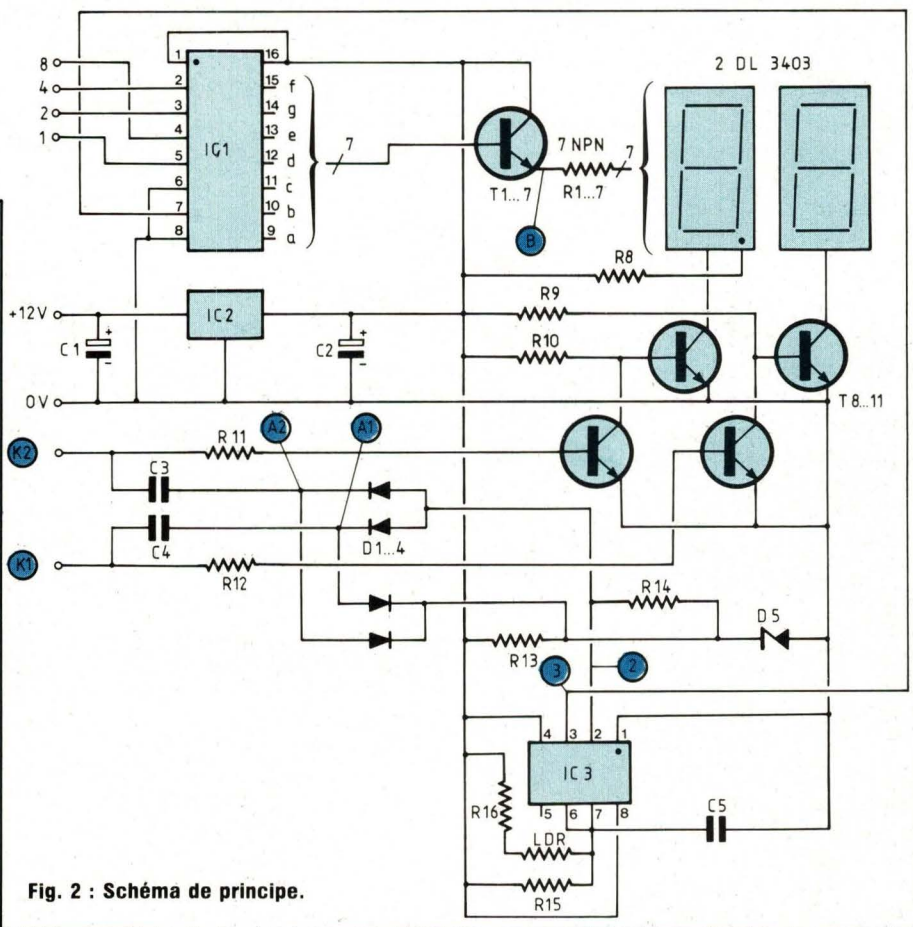 2 DL 3403
8
4
2
1
1
2
3
4
5
6
7
8
IC1
16
15 f
14 g
13 e
12 d
11 c
10 b
9 a
7
7 NPN
T1...7
R1...7
7
B
R8
R9
R10
+12V
C1
+
-
IC2
C2
+
-
0V
T8...11
K2
R11
A2
A1
C3
C4
D1...4
K1
R12
R14
D5
R13
3
2
4
3
2
1
IC3
5
6
7
8
C5
R16
LDR
R15
Fig. 2 : Schéma de principe.